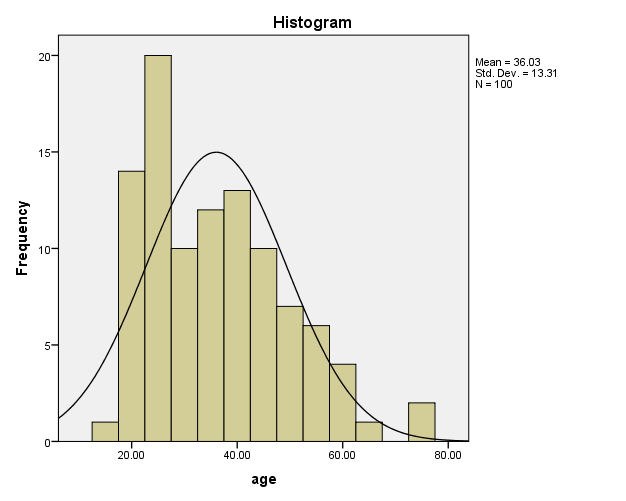 Histogram
Mean = 36.03
Std. Dev. = 13.31
N = 100
20
15
10
5
0
Frequency
20.00 40.00 60.00 80.00
age